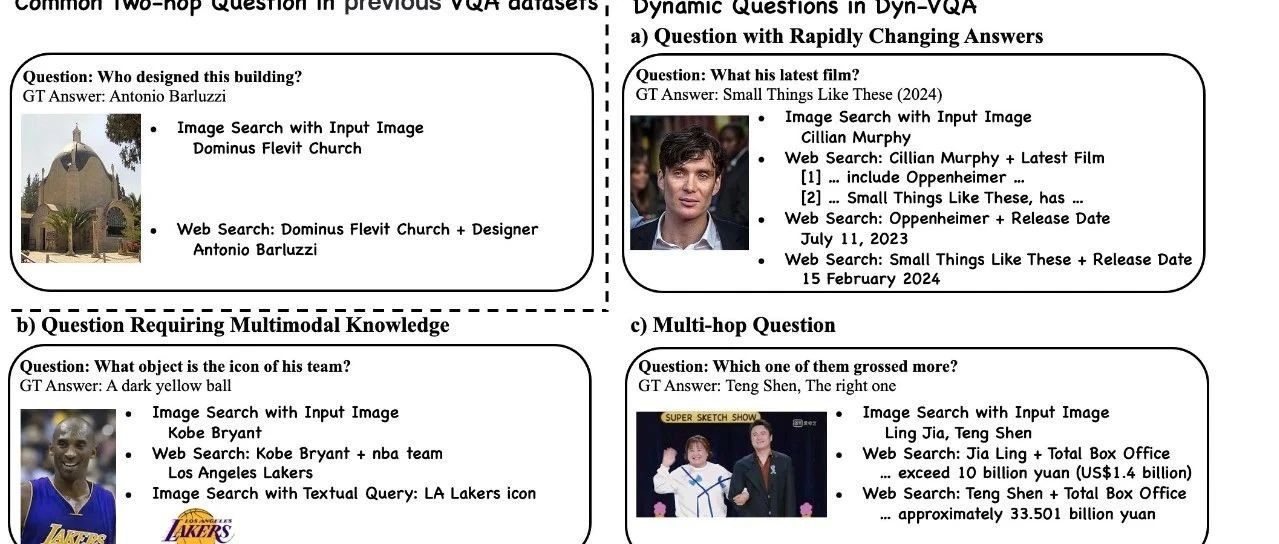 Common Two-hop Question in previous VQA datasets
Question: Who designed this building?
GT Answer: Antonio Barluzzi
• Image Search with Input Image
Dominus Flevit Church
• Web Search: Dominus Flevit Church + Designer
Antonio Barluzzi
Dynamic Questions in Dyn-VQA
a) Question with Rapidly Changing Answers
Question: What his latest film?
GT Answer: Small Things Like These (2024)
• Image Search with Input Image
Cillian Murphy
• Web Search: Cillian Murphy + Latest Film
[1] ... include Oppenheimer ...
[2] ... Small Things Like These, has ...
• Web Search: Oppenheimer + Release Date
July 11, 2023
• Web Search: Small Things Like These + Release Date
15 February 2024
b) Question Requiring Multimodal Knowledge
Question: What object is the icon of his team?
GT Answer: A dark yellow ball
• Image Search with Input Image
Kobe Bryant
• Web Search: Kobe Bryant + nba team
Los Angeles Lakers
• Image Search with Textual Query: LA Lakers icon
LAKERS
LOS ANGELES
LAKERS
c) Multi-hop Question
Question: Which one of them grossed more?
GT Answer: Teng Shen, The right one
SUPER SKETCH SHOW
• Image Search with Input Image
Ling Jia, Teng Shen
• Web Search: Jia Ling + Total Box Office
... exceed 10 billion yuan (US$1.4 billion)
• Web Search: Teng Shen + Total Box Office
... approximately 33.501 billion yuan